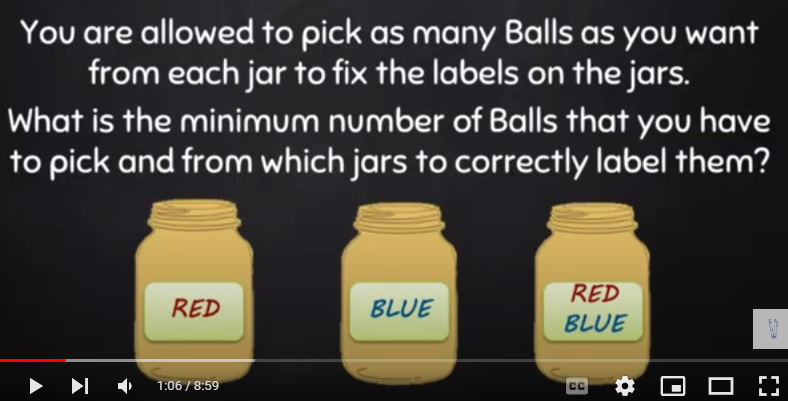 You are allowed to pick as many Balls as you want
from each jar to fix the labels on the jars.
What is the minimum number of Balls that you have
to pick and from which jars to correctly label them?
RED
BLUE
RED
BLUE
1:06 / 8:59
CC